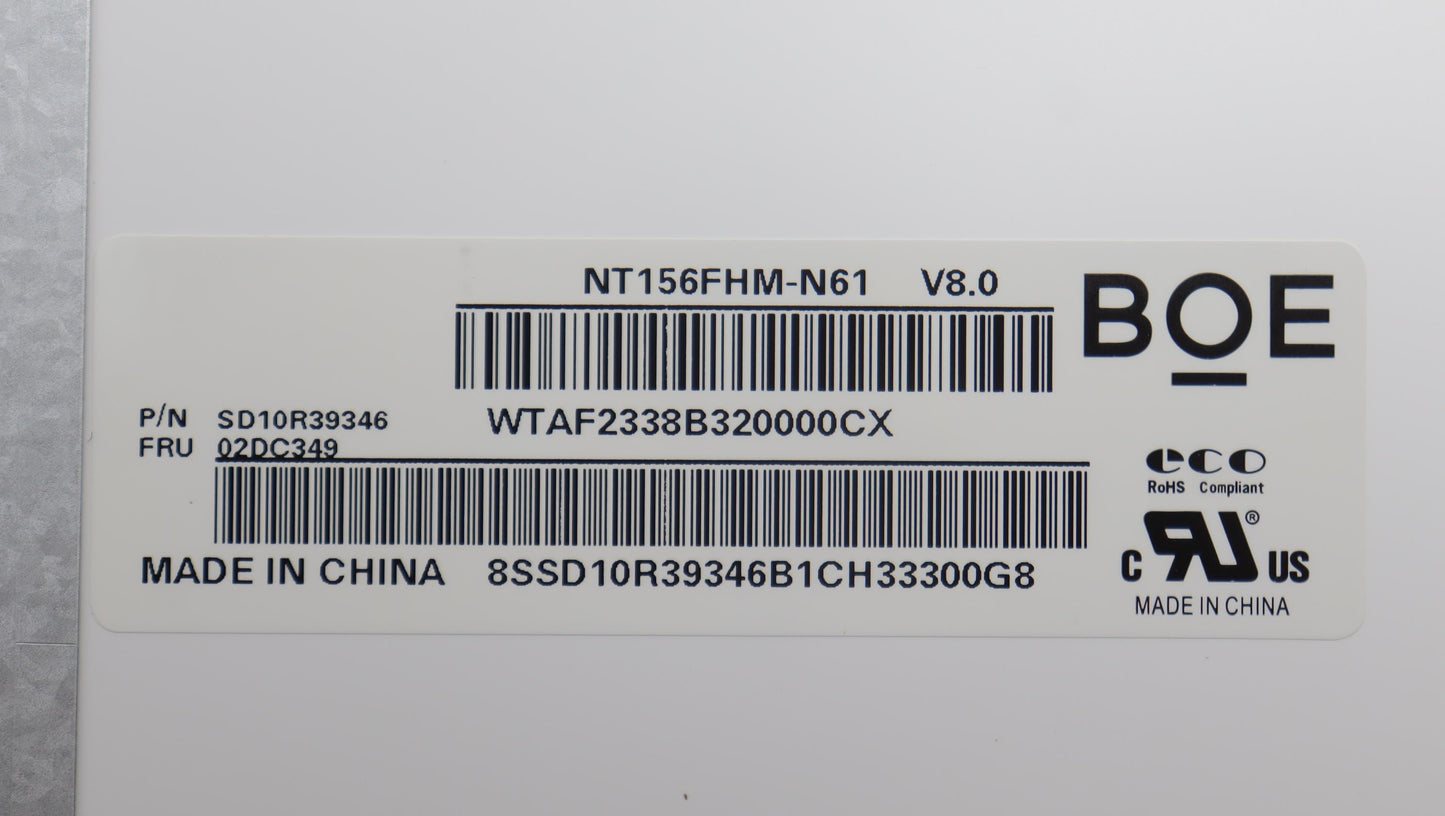 NT156FHM-N61 V8.0
BOE
P/N SD10R39346
WTAF2338B320000CX
FRU 02DC349
eco
RoHS Compliant
MADE IN CHINA 8SSD10R39346B1CH33300G8
C RU ® US
MADE IN CHINA